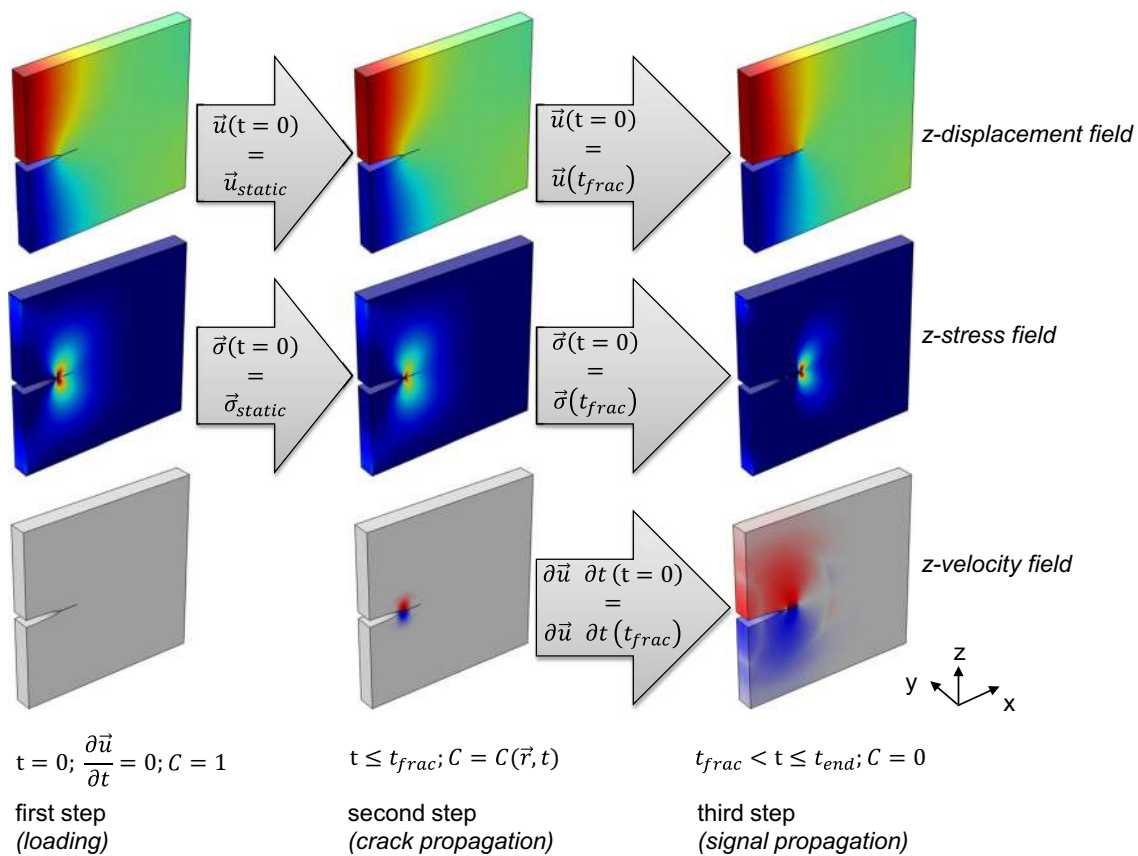 u⃗(t = 0)
=
u⃗static
u⃗(t = 0)
=
u⃗(tfrac)
z-displacement field
σ⃗(t = 0)
=
σ⃗static
σ⃗(t = 0)
=
σ⃗(tfrac)
z-stress field
∂u⃗ ∂t (t = 0)
=
∂u⃗ ∂t (tfrac)
z-velocity field
z
y
x
t = 0; ∂u⃗/∂t = 0; C = 1
t ≤ tfrac; C = C(r⃗, t)
tfrac < t ≤ tend; C = 0
first step
(loading)
second step
(crack propagation)
third step
(signal propagation)